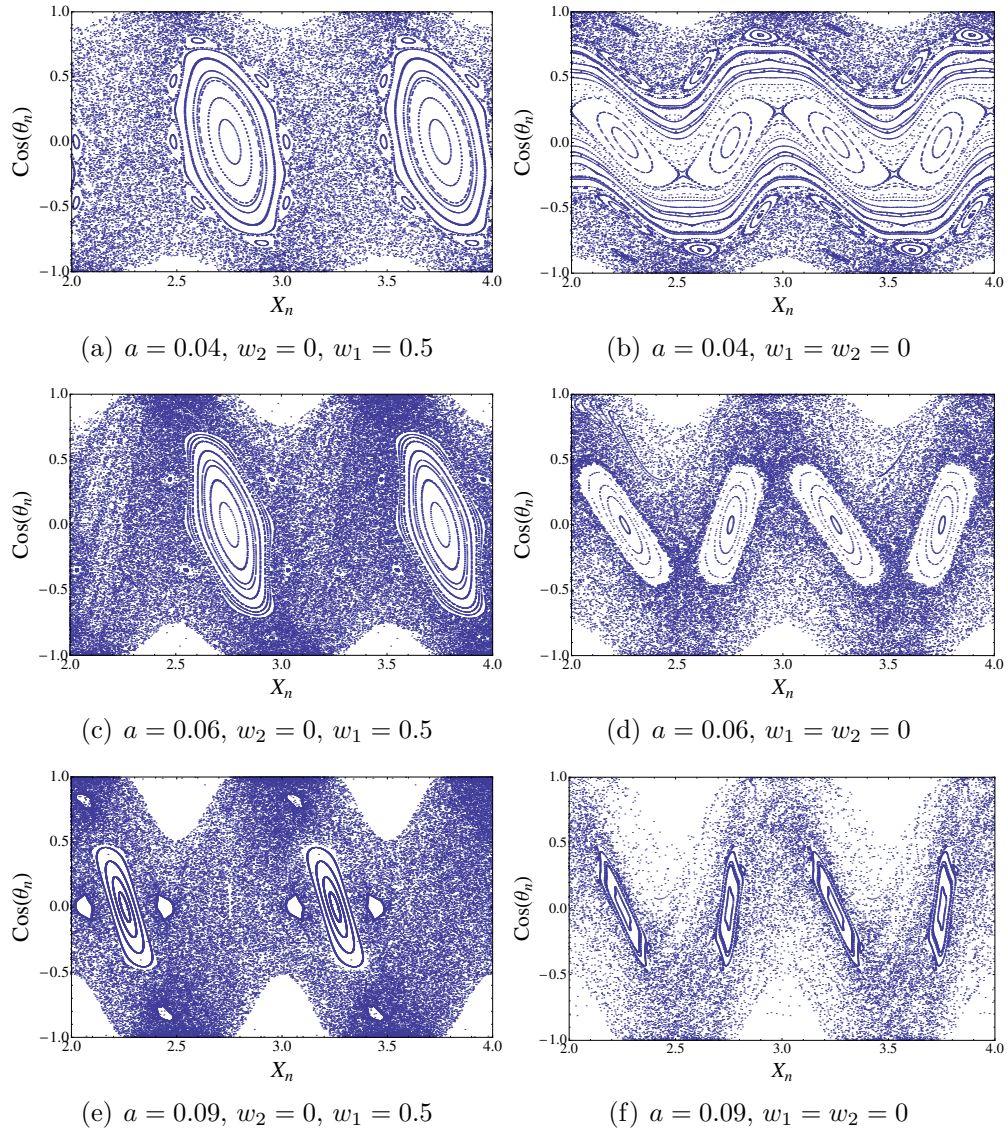 1.0
0.5
0.0
−0.5
−1.0
Cos(θₙ)
2.0 2.5 3.0 3.5 4.0
Xₙ
(a) a = 0.04, w₂ = 0, w₁ = 0.5
1.0
0.5
0.0
−0.5
−1.0
Cos(θₙ)
2.0 2.5 3.0 3.5 4.0
Xₙ
(b) a = 0.04, w₁ = w₂ = 0
1.0
0.5
0.0
−0.5
−1.0
Cos(θₙ)
2.0 2.5 3.0 3.5 4.0
Xₙ
(c) a = 0.06, w₂ = 0, w₁ = 0.5
1.0
0.5
0.0
−0.5
−1.0
Cos(θₙ)
2.0 2.5 3.0 3.5 4.0
Xₙ
(d) a = 0.06, w₁ = w₂ = 0
1.0
0.5
0.0
−0.5
−1.0
Cos(θₙ)
2.0 2.5 3.0 3.5 4.0
Xₙ
(e) a = 0.09, w₂ = 0, w₁ = 0.5
1.0
0.5
0.0
−0.5
−1.0
Cos(θₙ)
2.0 2.5 3.0 3.5 4.0
Xₙ
(f) a = 0.09, w₁ = w₂ = 0